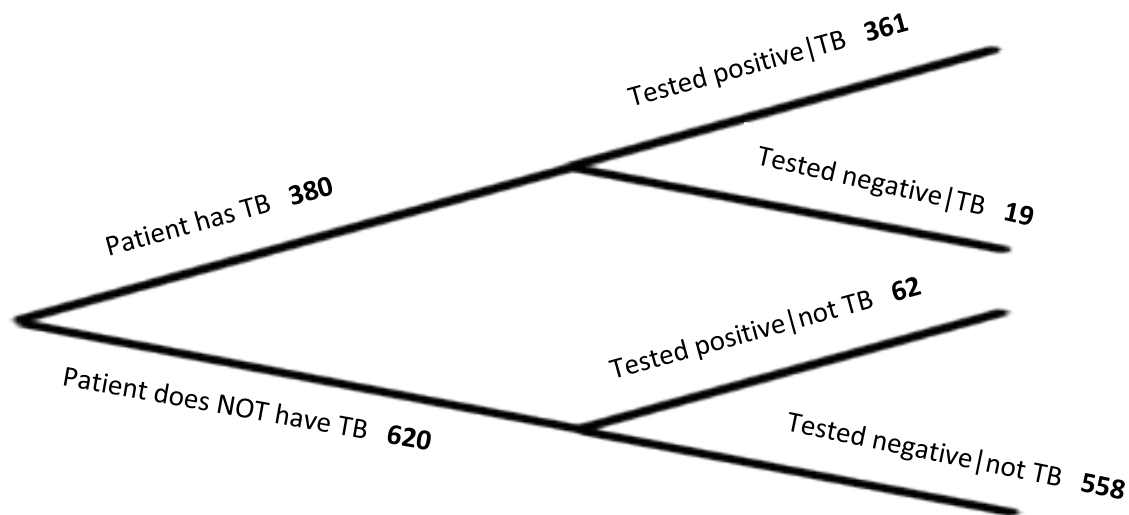 Tested positive|TB 361
Tested negative|TB 19
Patient has TB 380
Tested positive|not TB 62
Patient does NOT have TB 620
Tested negative|not TB 558